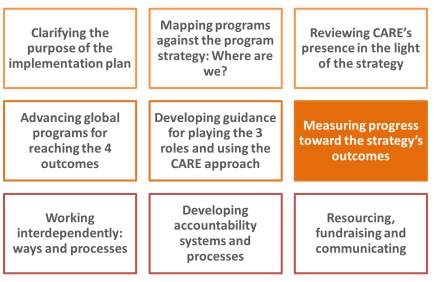 Clarifying the
purpose of the
implementation plan
Mapping programs
against the program
strategy: Where are
we?
Reviewing CARE's
presence in the light
of the strategy
Advancing global
programs for
reaching the 4
outcomes
Developing guidance
for playing the 3
roles and using the
CARE approach
Measuring progress
toward the strategy's
outcomes
Working
interdependently:
ways and processes
Developing
accountability
systems and
processes
Resourcing,
fundraising and
communicating